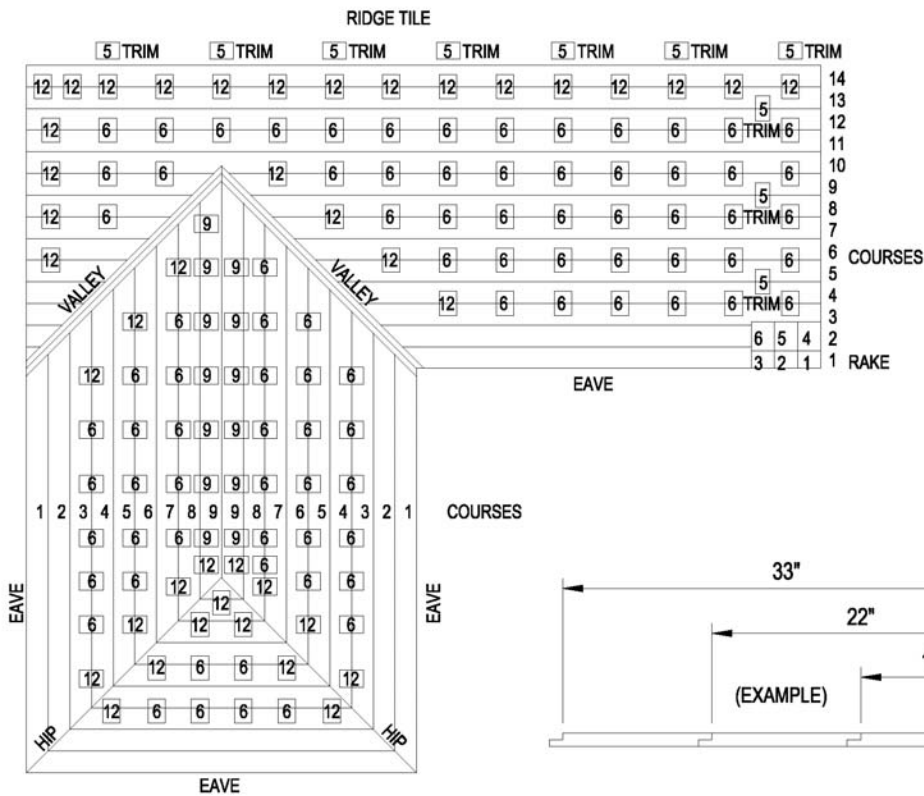 RIDGE TILE
5 TRIM 5 TRIM 5 TRIM 5 TRIM 5 TRIM 5 TRIM 5 TRIM
12 12 12 12 12 12 12 12 12 12 12 12 12 12 12 14
13
5
12 6 6 6 6 6 6 6 6 6 6 6 6 TRIM 6 12
11
12 6 6 12 6 6 6 6 6 6 6 6 6 10
5 9
12 6 12 6 6 6 6 6 6 6 TRIM 6 8
9 7
12 12 6 6 6 6 6 6 6 6 COURSES
VALLEY 12 9 9 6 VALLEY
5 5
12 6 6 6 6 6 TRIM 6 4
12 6 9 9 6 6 3
6 5 4 2
3 2 1 1 RAKE
12 6 6 9 9 6 6 6
EAVE
6 6 6 9 9 6 6 6
6 6 6 9 9 6 6 6
1 2 3 4 5 6 7 8 9 9 8 7 6 5 4 3 2 1 COURSES
6 6 6 9 9 6 6 6
12 12 6
6 6 12 12 6 6
EAVE 12 EAVE
6 12 12 12 12 6
12 6 6 12
12 12
12 6 6 6 6 12
HIP HIP
EAVE
33"
22"
(EXAMPLE)